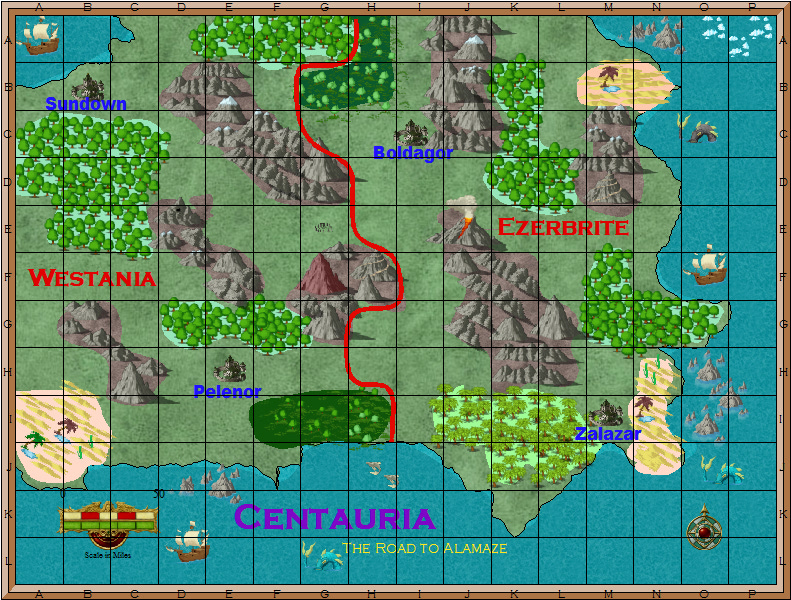 A B C D E F G H I J K L M N O P
A A
B B
Sundown
C C
Boldagor
D D
E E
Ezerbrite
Westania
F F
G G
H H
Pelenor
I I
Zalazar
J J
0 50
K K
Centauria
The Road to Alamaze
Scale in Miles
L L
A B C D E F G H I J K L M N O P